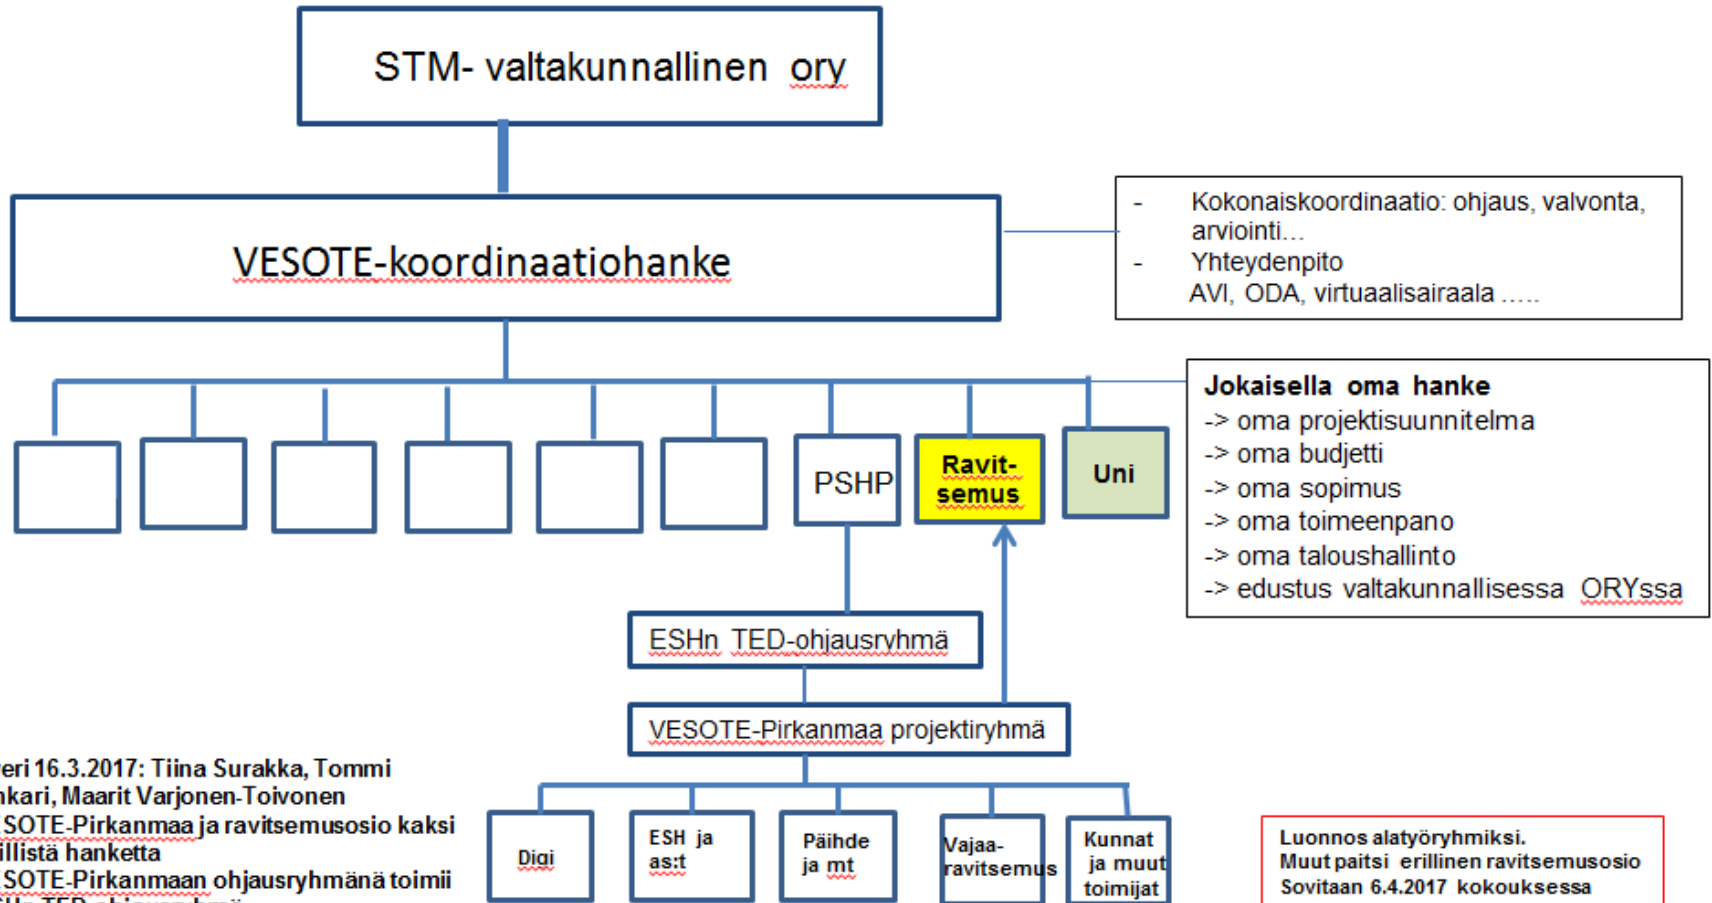 STM- valtakunnallinen ory
VESOTE-koordinaatiohanke
- Kokonaiskoordinaatio: ohjaus, valvonta,
arviointi...
- Yhteydenpito
AVI, ODA, virtuaalisairaala .....
Jokaisella oma hanke
-> oma projektisuunnitelma
-> oma budjetti
-> oma sopimus
-> oma toimeenpano
-> oma taloushallinto
-> edustus valtakunnallisessa ORYssa
PSHP
Ravit-
semus
Uni
ESHn TED-ohjausryhmä
VESOTE-Pirkanmaa projektiryhmä
16.3.2017: Tiina Surakka, Tommi
Maarit Varjonen-Toivonen
SOTE-Pirkanmaa ja ravitsemusosio kaksi
illistä hanketta
SOTE-Pirkanmaan ohjausryhmänä toimii
Digi
ESH ja
as:t
Päihde
ja mt
Vajaa-
ravitsemus
Kunnat
ja muut
toimijat
Luonnos alatyöryhmiksi.
Muut paitsi erillinen ravitsemusosio
Sovitaan 6.4.2017 kokouksessa